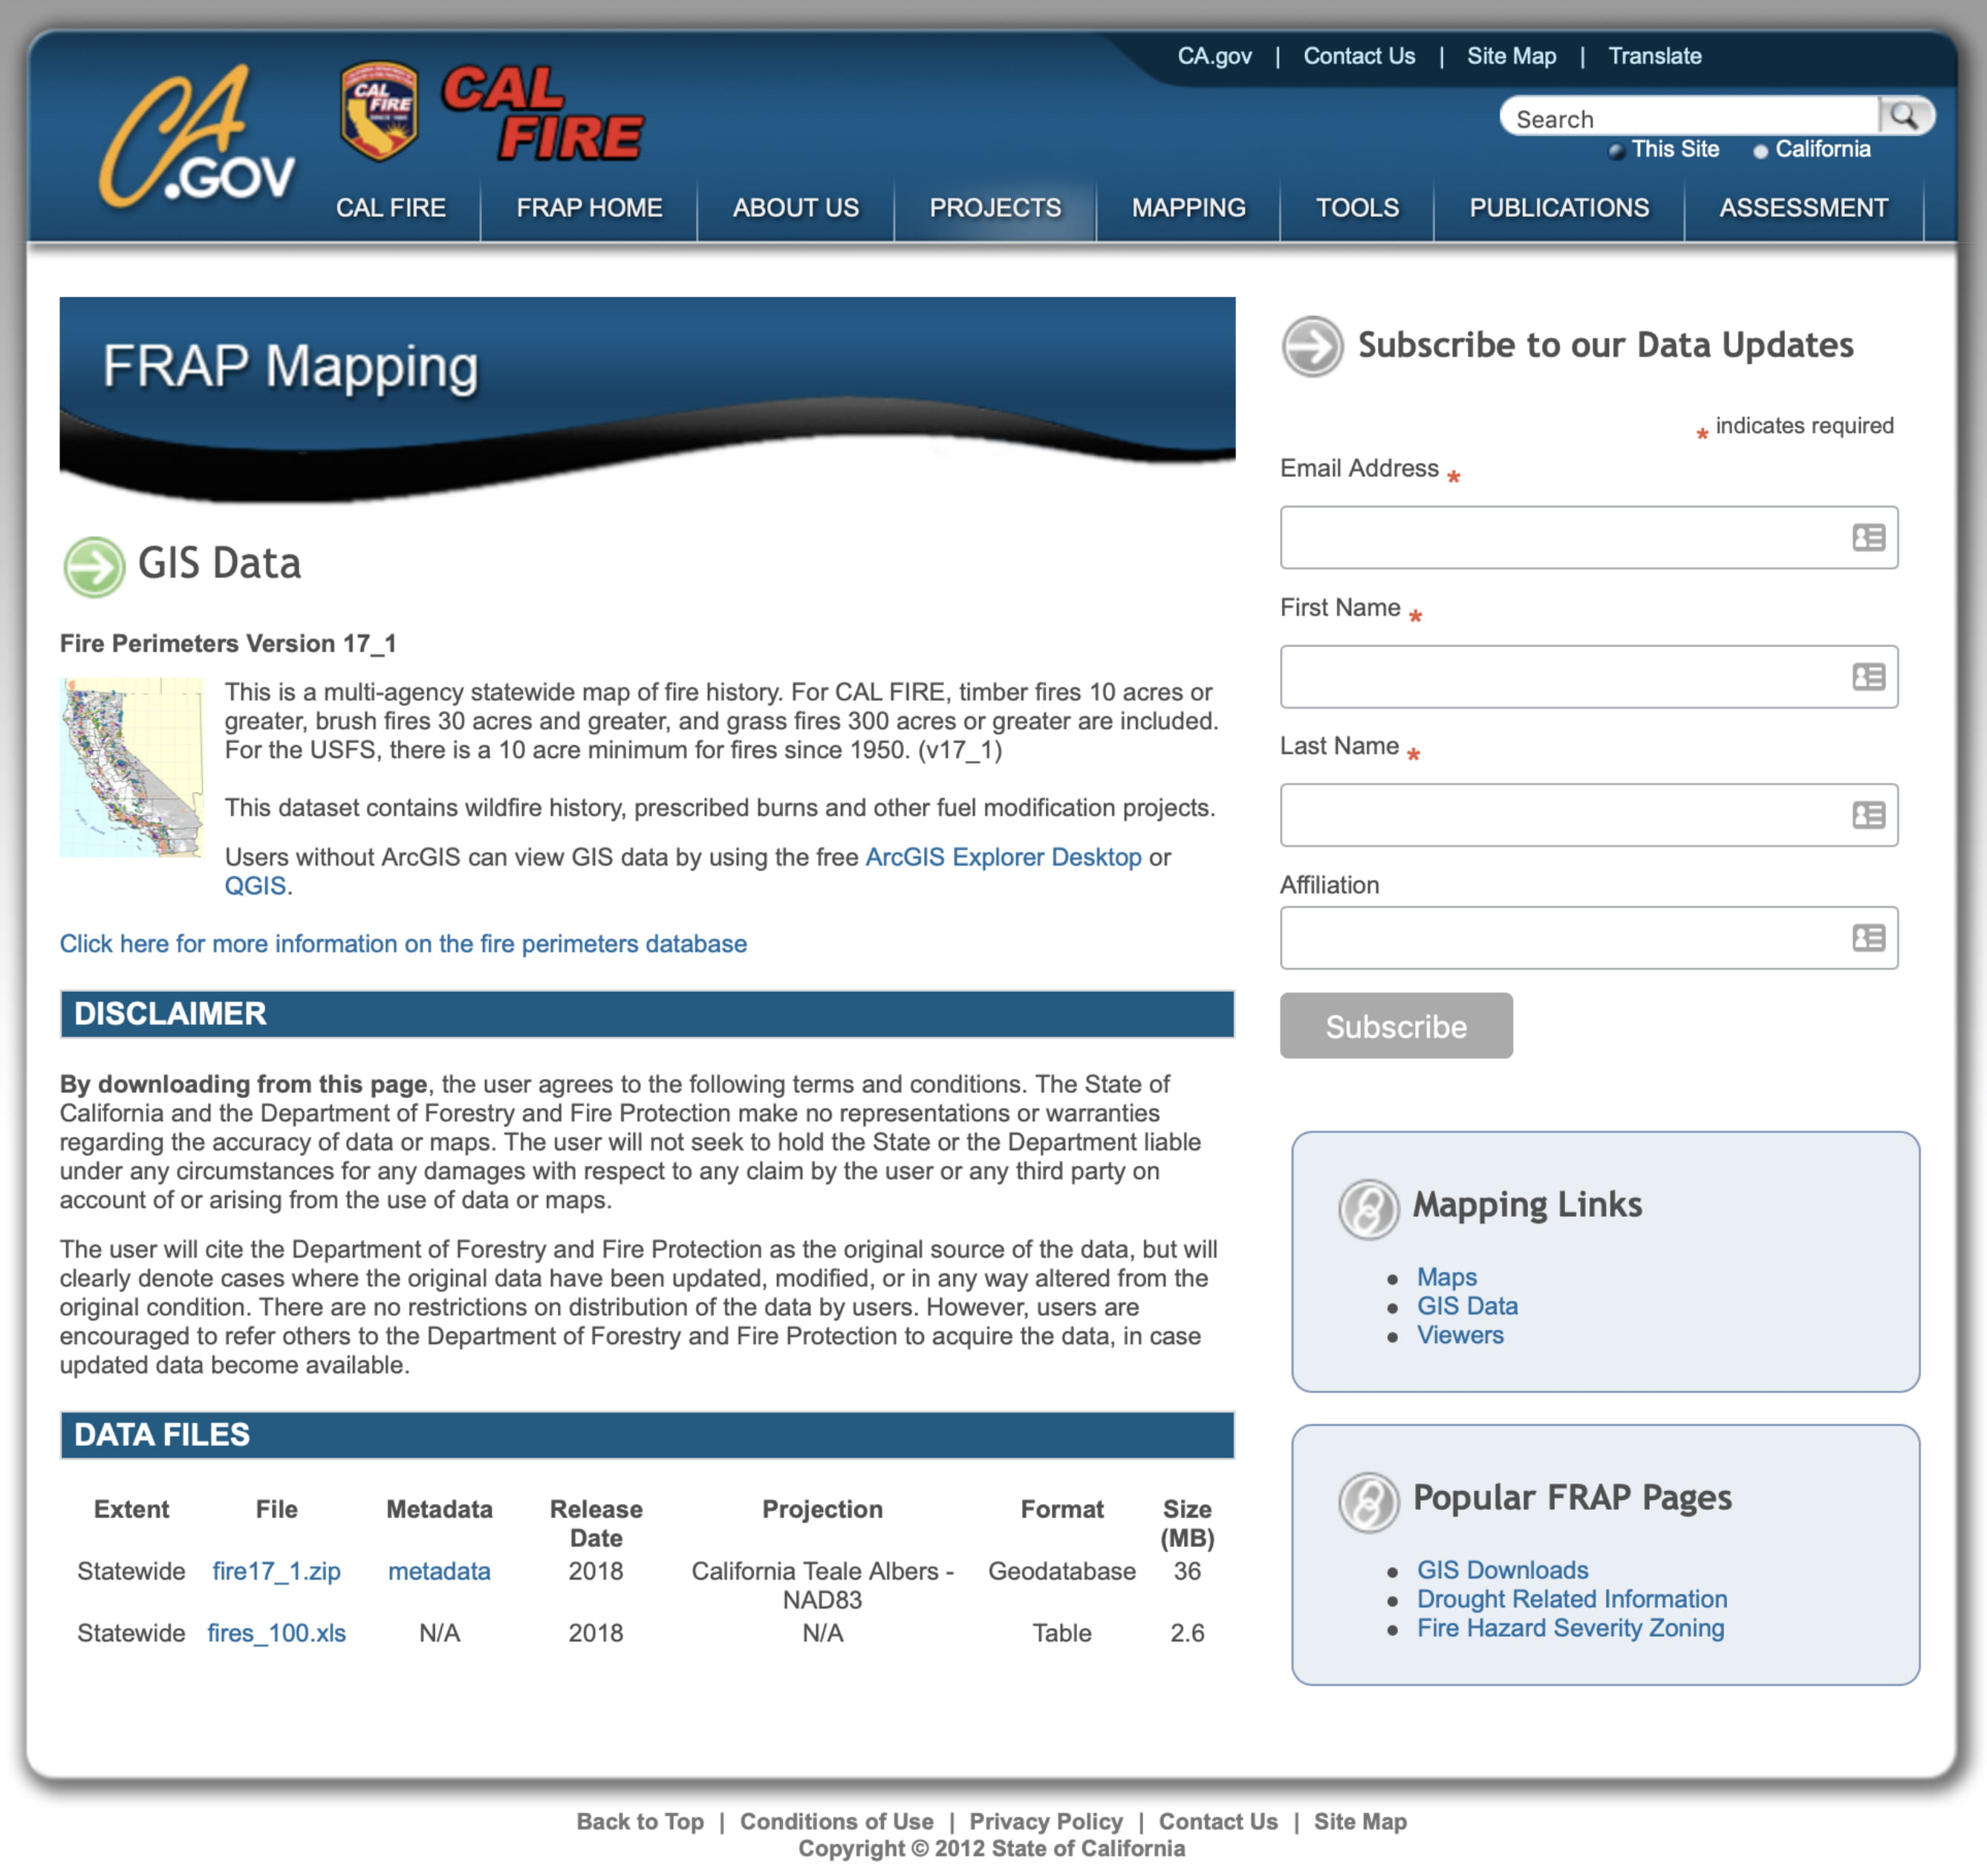 CA.gov | Contact Us | Site Map | Translate
CA.GOV
CAL FIRE
SINCE 1885
CAL FIRE
Search
This Site California
CAL FIRE FRAP HOME ABOUT US PROJECTS MAPPING TOOLS PUBLICATIONS ASSESSMENT
FRAP Mapping
GIS Data
Fire Perimeters Version 17_1
This is a multi-agency statewide map of fire history. For CAL FIRE, timber fires 10 acres or
greater, brush fires 30 acres and greater, and grass fires 300 acres or greater are included.
For the USFS, there is a 10 acre minimum for fires since 1950. (v17_1)
This dataset contains wildfire history, prescribed burns and other fuel modification projects.
Users without ArcGIS can view GIS data by using the free ArcGIS Explorer Desktop or
QGIS.
Click here for more information on the fire perimeters database
DISCLAIMER
By downloading from this page, the user agrees to the following terms and conditions. The State of
California and the Department of Forestry and Fire Protection make no representations or warranties
regarding the accuracy of data or maps. The user will not seek to hold the State or the Department liable
under any circumstances for any damages with respect to any claim by the user or any third party on
account of or arising from the use of data or maps.
The user will cite the Department of Forestry and Fire Protection as the original source of the data, but will
clearly denote cases where the original data have been updated, modified, or in any way altered from the
original condition. There are no restrictions on distribution of the data by users. However, users are
encouraged to refer others to the Department of Forestry and Fire Protection to acquire the data, in case
updated data become available.
DATA FILES
Extent File Metadata Release Date Projection Format Size (MB)
Statewide fire17_1.zip metadata 2018 California Teale Albers - NAD83 Geodatabase 36
Statewide fires_100.xls N/A 2018 N/A Table 2.6
Subscribe to our Data Updates
* indicates required
Email Address *
First Name *
Last Name *
Affiliation
Subscribe
Mapping Links
Maps
GIS Data
Viewers
Popular FRAP Pages
GIS Downloads
Drought Related Information
Fire Hazard Severity Zoning
Back to Top | Conditions of Use | Privacy Policy | Contact Us | Site Map
Copyright © 2012 State of California